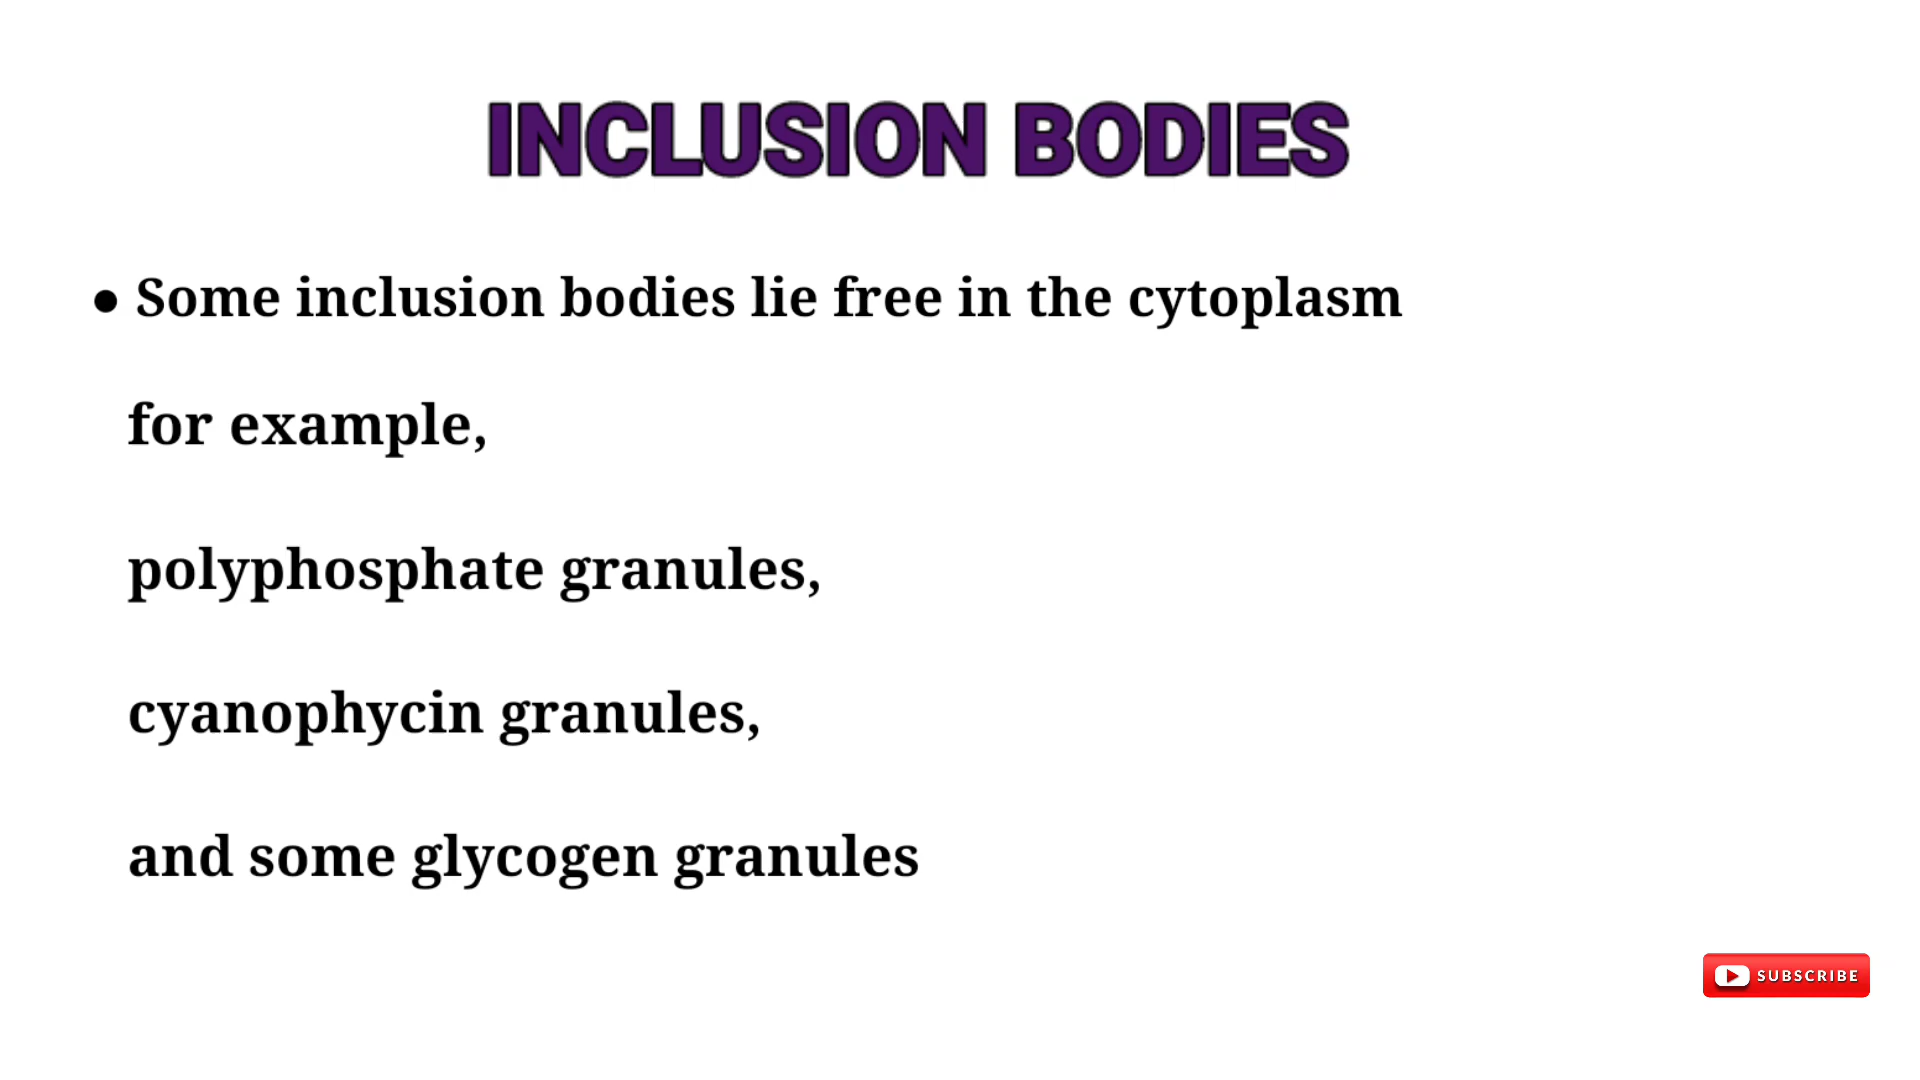 INCLUSION BODIES
• Some inclusion bodies lie free in the cytoplasm
for example,
polyphosphate granules,
cyanophycin granules,
and some glycogen granules
SUBSCRIBE